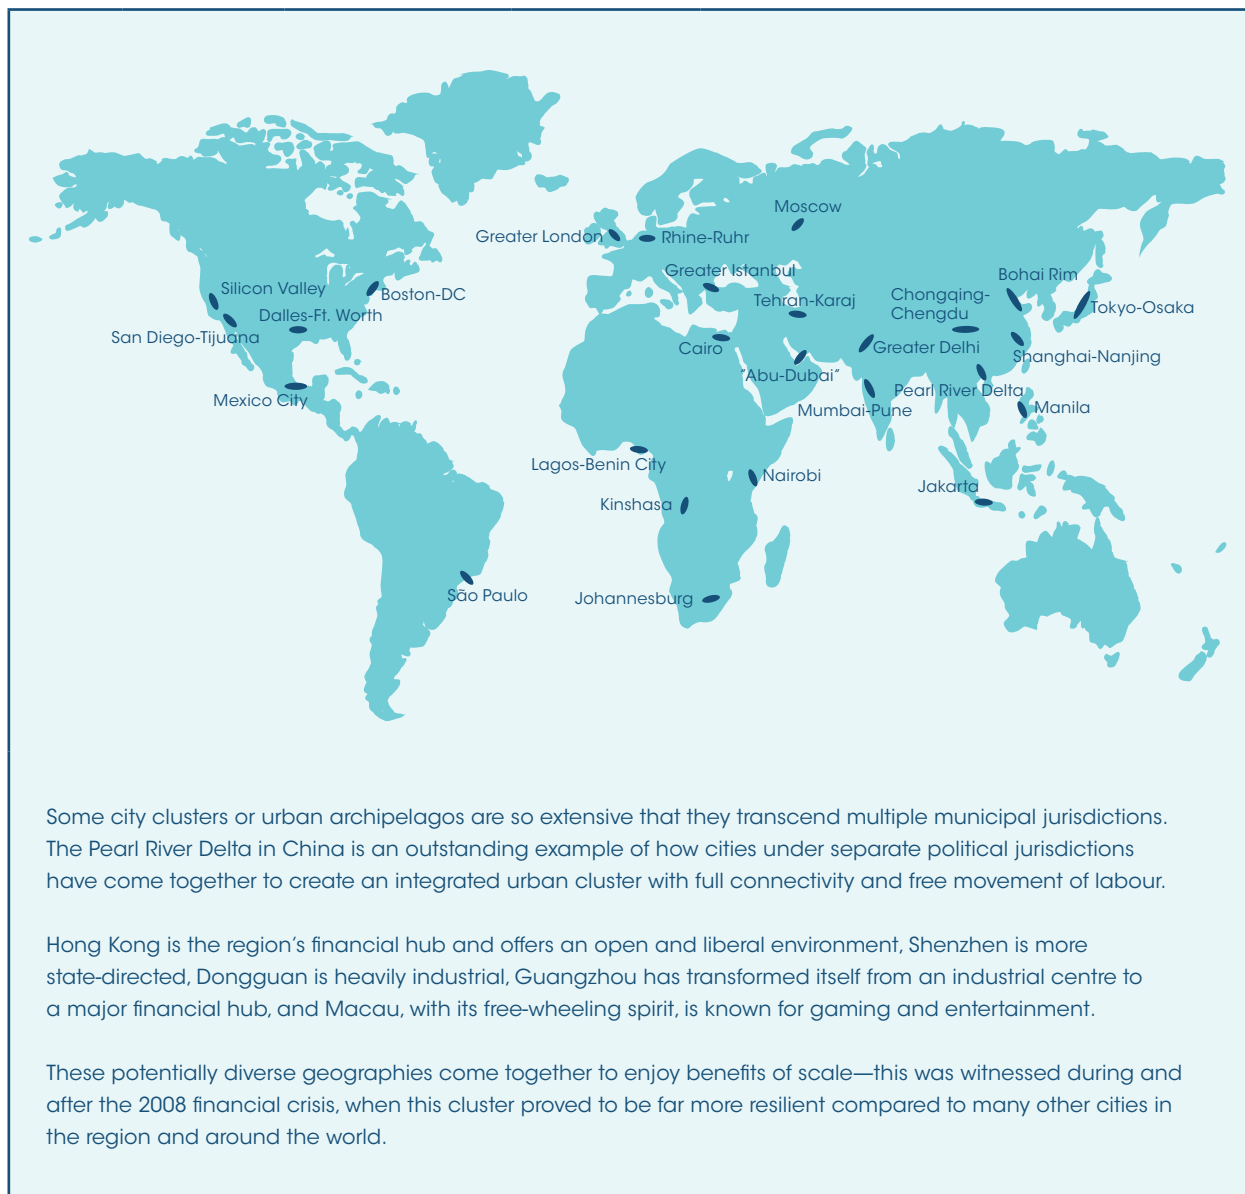 Moscow
Greater London
Rhine-Ruhr
Greater Istanbul
Bohai Rim
Silicon Valley
Boston-DC
Tehran-Karaj
Chongqing-
Chengdu
Tokyo-Osaka
Dalles-Ft. Worth
San Diego-Tijuana
Cairo
Greater Delhi
Shanghai-Nanjing
"Abu-Dubai"
Pearl River Delta
Mexico City
Mumbai-Pune
Manila
Lagos-Benin City
Nairobi
Jakarta
Kinshasa
São Paulo
Johannesburg
Some city clusters or urban archipelagos are so extensive that they transcend multiple municipal jurisdictions.
The Pearl River Delta in China is an outstanding example of how cities under separate political jurisdictions
have come together to create an integrated urban cluster with full connectivity and free movement of labour.
Hong Kong is the region's financial hub and offers an open and liberal environment, Shenzhen is more
state-directed, Dongguan is heavily industrial, Guangzhou has transformed itself from an industrial centre to
a major financial hub, and Macau, with its free-wheeling spirit, is known for gaming and entertainment.
These potentially diverse geographies come together to enjoy benefits of scale—this was witnessed during and
after the 2008 financial crisis, when this cluster proved to be far more resilient compared to many other cities in
the region and around the world.